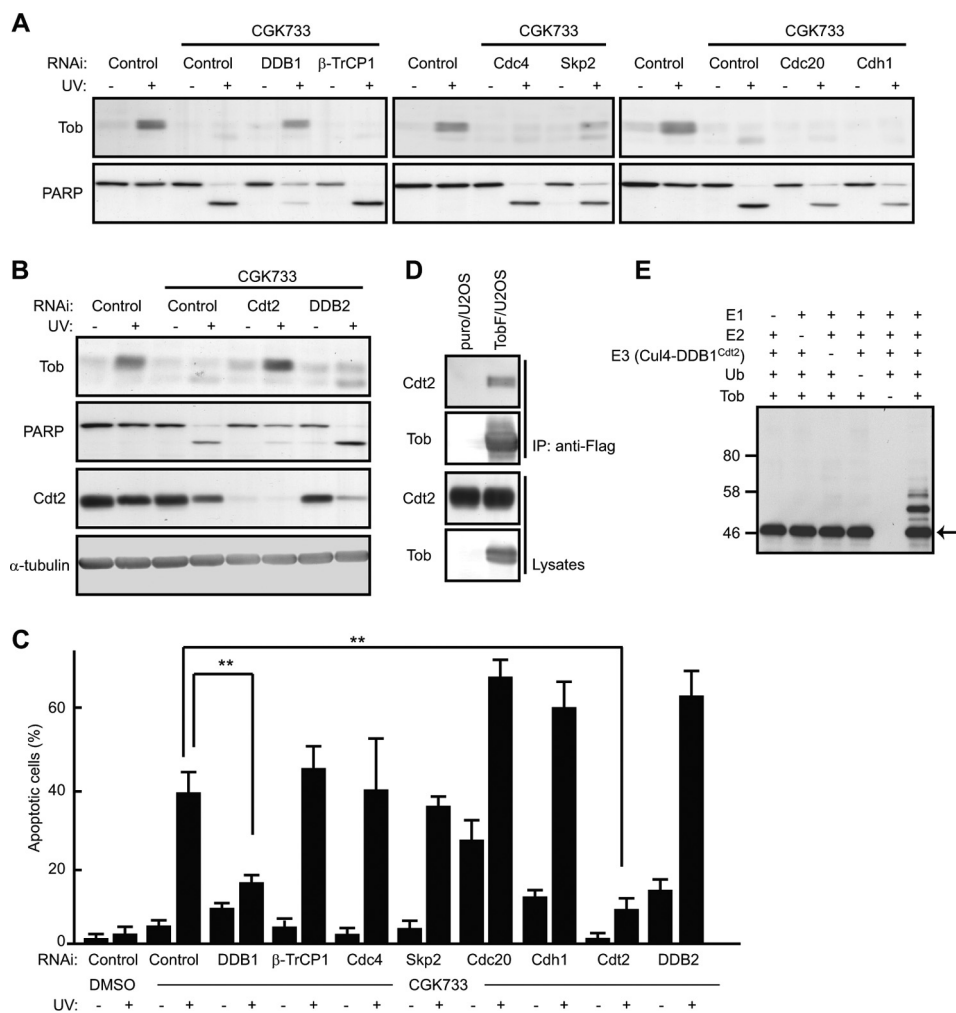 A
CGK733 CGK733 CGK733
RNAi: Control Control DDB1 β-TrCP1 Control Cdc4 Skp2 Control Control Cdc20 Cdh1
UV: - + - + - + - + - + - + - + - + - + - + - +
Tob
PARP
B
CGK733
RNAi: Control Control Cdt2 DDB2
UV: - + - + - + - +
Tob
PARP
Cdt2
α-tubulin
D
puro/U2OS
TobF/U2OS
Cdt2
Tob
IP: anti-Flag
Cdt2
Tob
Lysates
E
E1 - + + + + +
E2 + - + + + +
E3 (Cul4-DDB1Cdt2) + + - + + +
Ub + + + - + +
Tob + + + + - +
80
58
46
C
** **
Apoptotic cells (%)
60
40
20
0
RNAi: Control Control DDB1 β-TrCP1 Cdc4 Skp2 Cdc20 Cdh1 Cdt2 DDB2
DMSO CGK733
UV: - + - + - + - + - + - + - + - + - + - +